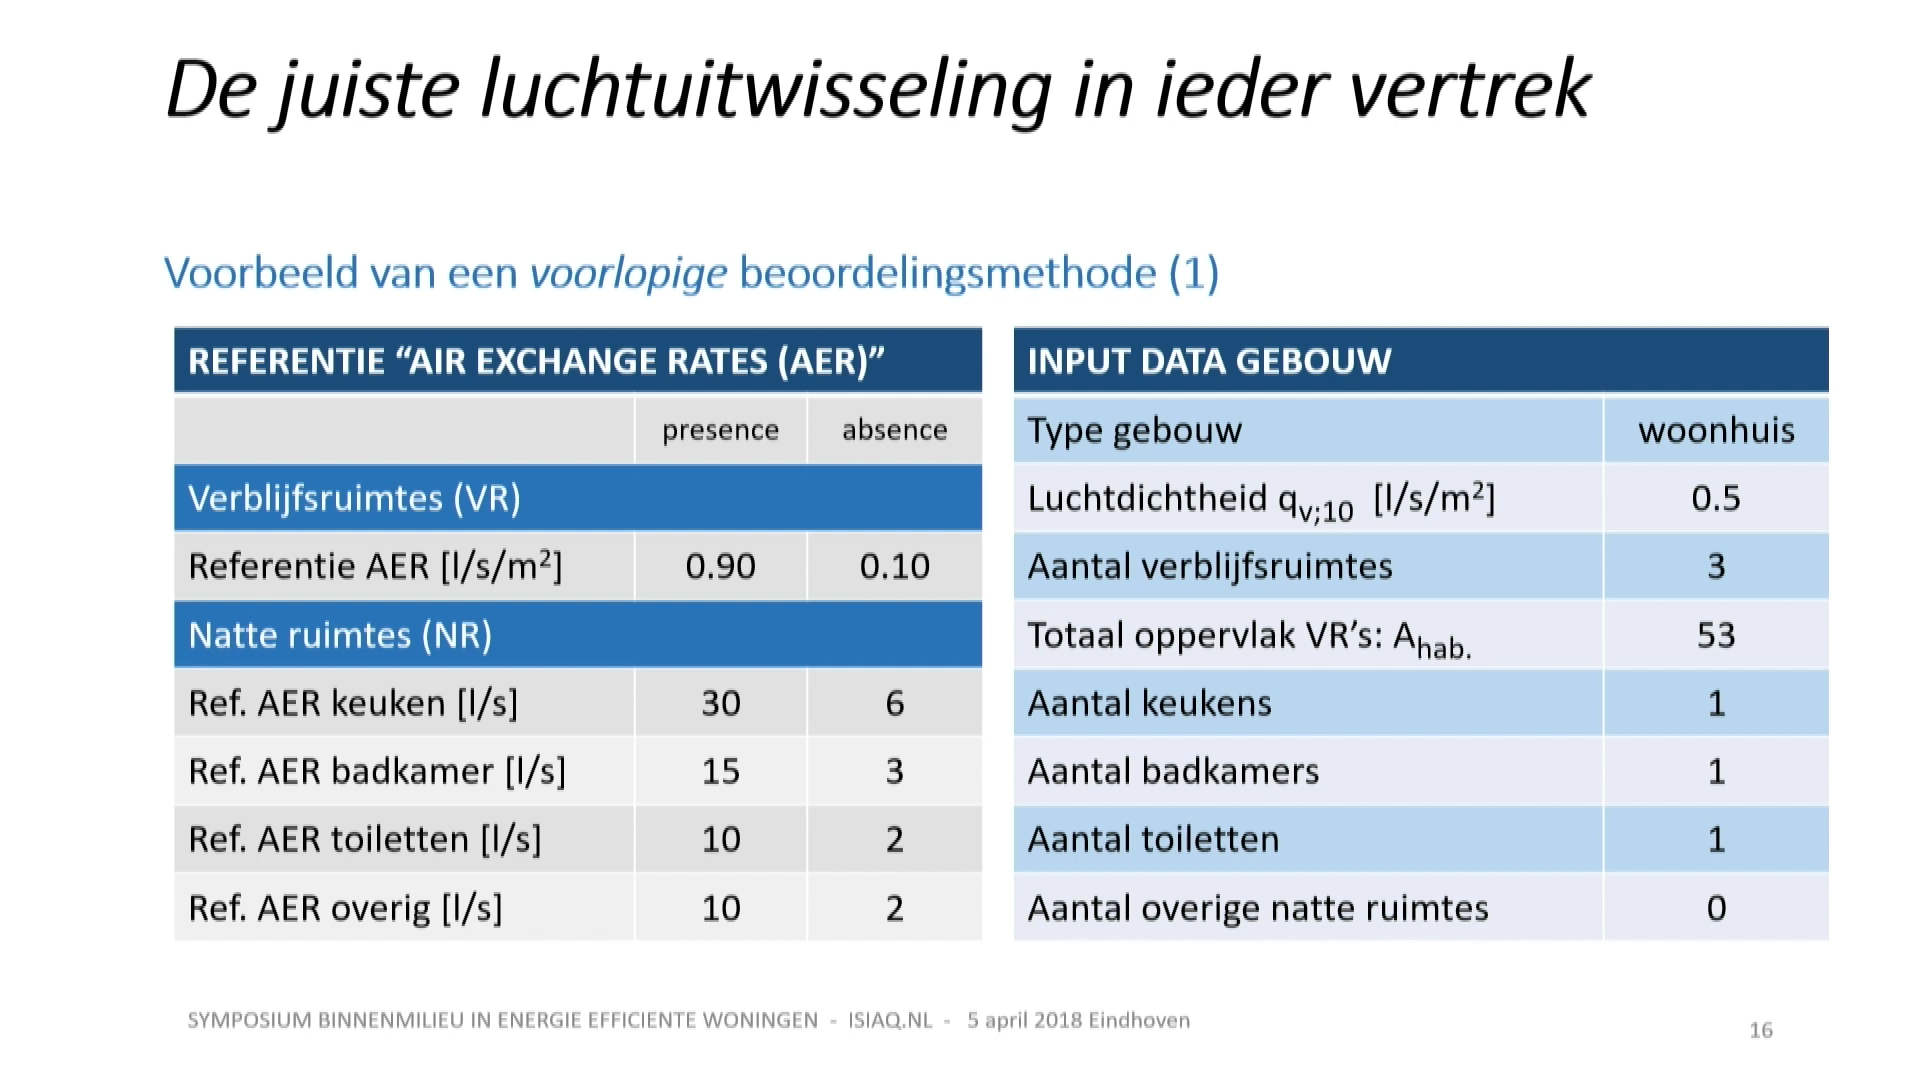 De juiste luchtuitwisseling in ieder vertrek
Voorbeeld van een voorlopige beoordelingsmethode (1)
REFERENTIE “AIR EXCHANGE RATES (AER)”
presence absence
Verblijfsruimtes (VR)
Referentie AER [l/s/m²] 0.90 0.10
Natte ruimtes (NR)
Ref. AER keuken [l/s] 30 6
Ref. AER badkamer [l/s] 15 3
Ref. AER toiletten [l/s] 10 2
Ref. AER overig [l/s] 10 2
INPUT DATA GEBOUW
Type gebouw woonhuis
Luchtdichtheid qv;10 [l/s/m²] 0.5
Aantal verblijfsruimtes 3
Totaal oppervlak VR’s: Ahab. 53
Aantal keukens 1
Aantal badkamers 1
Aantal toiletten 1
Aantal overige natte ruimtes 0
SYMPOSIUM BINNENMILIEU IN ENERGIE EFFICIENTE WONINGEN - ISIAQ.NL - 5 april 2018 Eindhoven
16